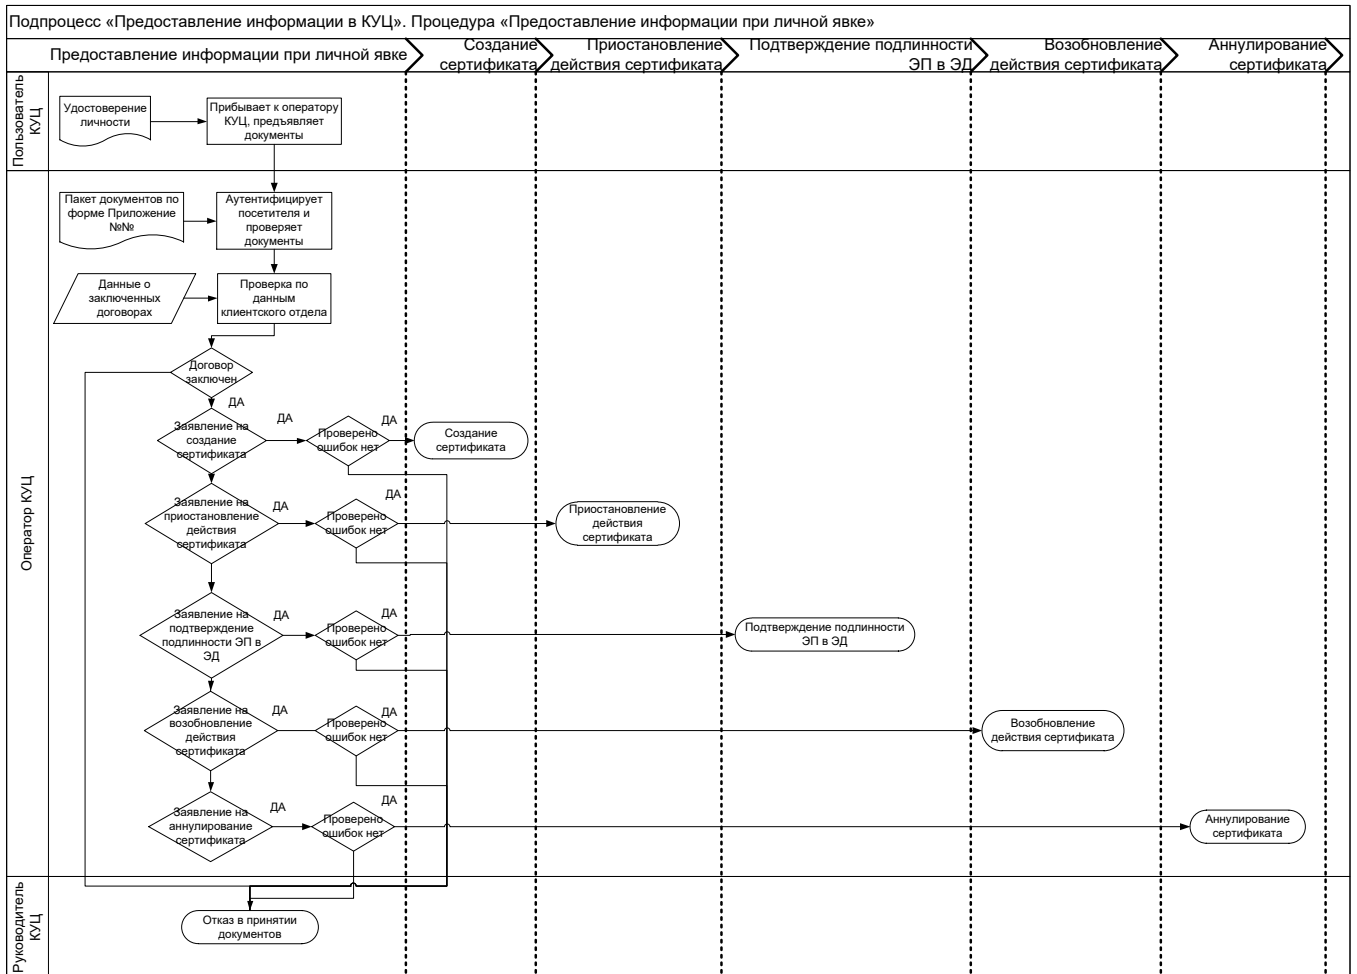 Подпроцесс «Предоставление информации в КУЦ». Процедура «Предоставление информации при личной явке»
Предоставление информации при личной явке
Создание
сертификата
Приостановление
действия сертификата
Подтверждение подлинности
ЭП в ЭД
Возобновление
действия сертификата
Аннулирование
сертификата
Пользователь
КУЦ
Удостоверение
личности
Прибывает к оператору
КУЦ, предъявляет
документы
Оператор КУЦ
Пакет документов по
форме Приложение
№№
Аутентифицирует
посетителя и
проверяет
документы
Данные о
заключенных
договорах
Проверка по
данным
клиентского отдела
Договор
заключен
ДА
Заявление на
создание
сертификата
ДА
Проверено
ошибок нет
ДА
Создание
сертификата
Заявление на
приостановление
действия
сертификата
ДА
Проверено
ошибок нет
ДА
Приостановление
действия
сертификата
Заявление на
подтверждение
подлинности ЭП в
ЭД
ДА
Проверено
ошибок нет
ДА
Подтверждение подлинности
ЭП в ЭД
Заявление на
возобновление
действия
сертификата
ДА
Проверено
ошибок нет
ДА
Возобновление
действия сертификата
Заявление на
аннулирование
сертификата
ДА
Проверено
ошибок нет
ДА
Аннулирование
сертификата
Руководитель
КУЦ
Отказ в принятии
документов